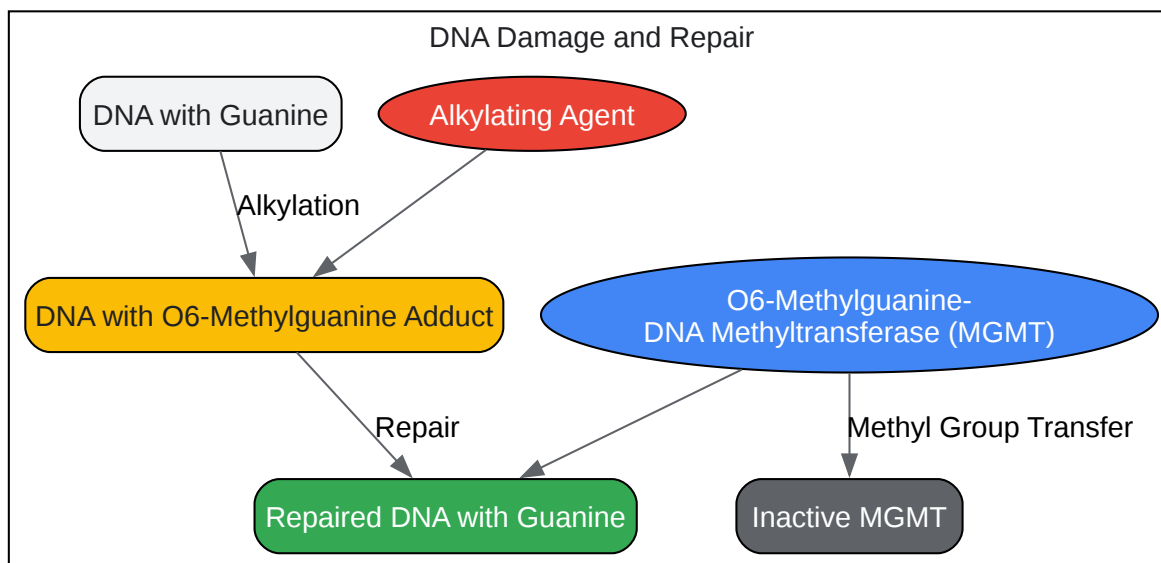 DNA Damage and Repair
DNA with Guanine
Alkylating Agent
Alkylation
DNA with O6-Methylguanine Adduct
O6-Methylguanine-
DNA Methyltransferase (MGMT)
Repair
Methyl Group Transfer
Repaired DNA with Guanine
Inactive MGMT